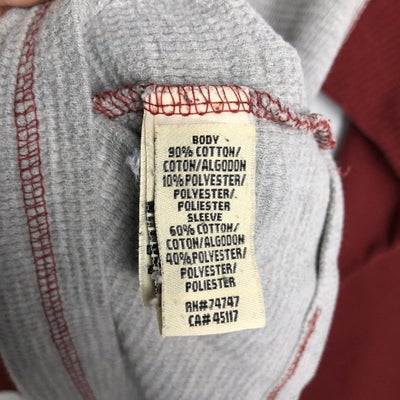 BODY
90% COTTON/
COTON/ALGODON
10% POLYESTER/
POLYESTER/
POLIESTER
SLEEVE
60% COTTON/
COTON/ALGODON
40% POLYESTER/
POLYESTER/
POLIESTER
RN# 74747
CA# 45117